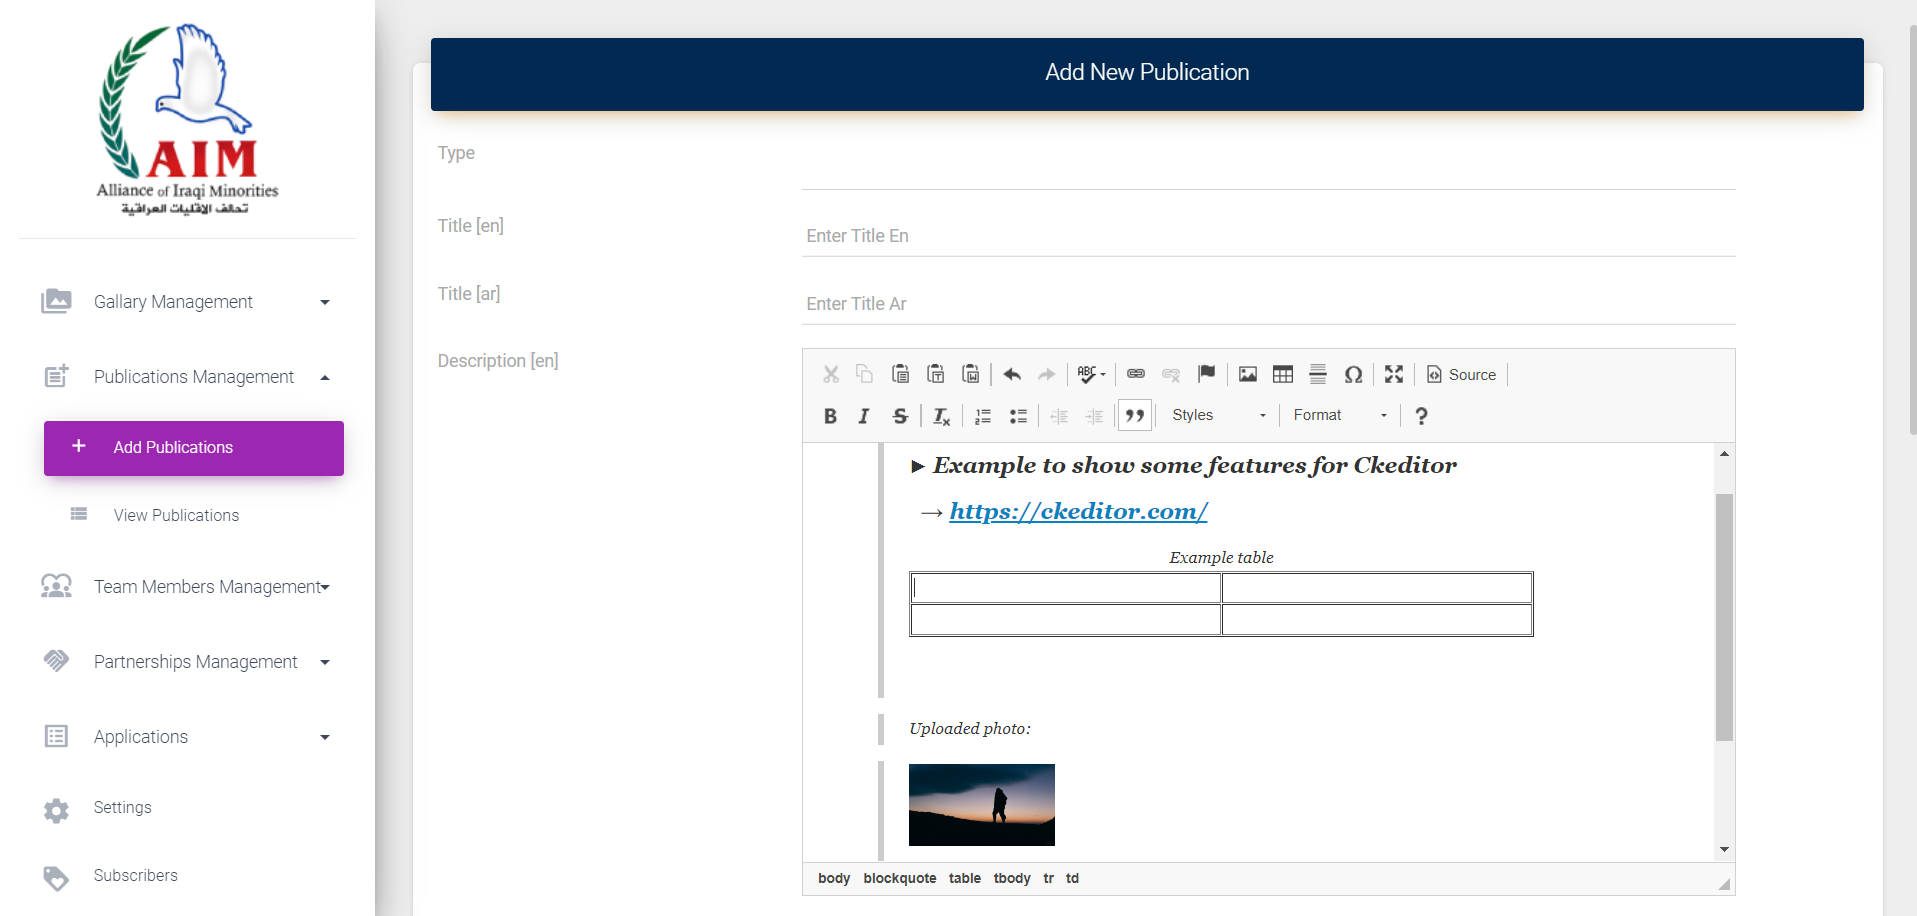 AIM
Alliance of Iraqi Minorities
تحالف الاقليات العراقية
Gallary Management
Publications Management
Add Publications
View Publications
Team Members Management
Partnerships Management
Applications
Settings
Subscribers
Add New Publication
Type
Title [en]
Enter Title En
Title [ar]
Enter Title Ar
Description [en]
ABC
Source
B I S Tx
Styles
Format
?
► Example to show some features for Ckeditor
→ https://ckeditor.com/
Example table
Uploaded photo:
body blockquote table tbody tr td